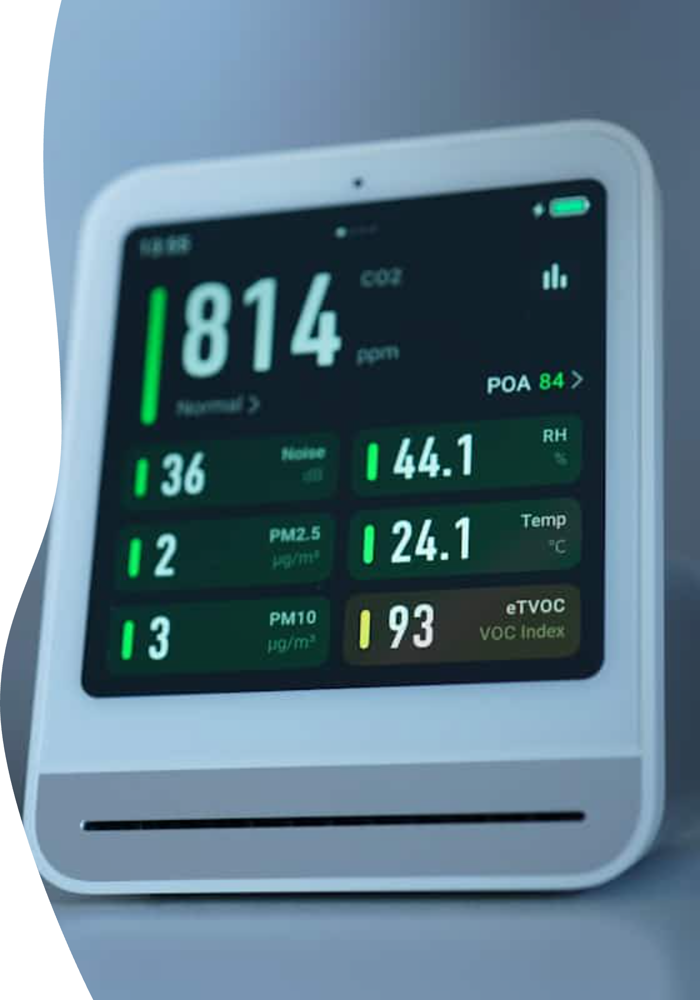 CO2
814
ppm
POA 84 >
Normal >
36 Noise
dB
44.1 RH
%
2 PM2.5
µg/m³
24.1 Temp
°C
3 PM10
µg/m³
93 eTVOC
VOC Index